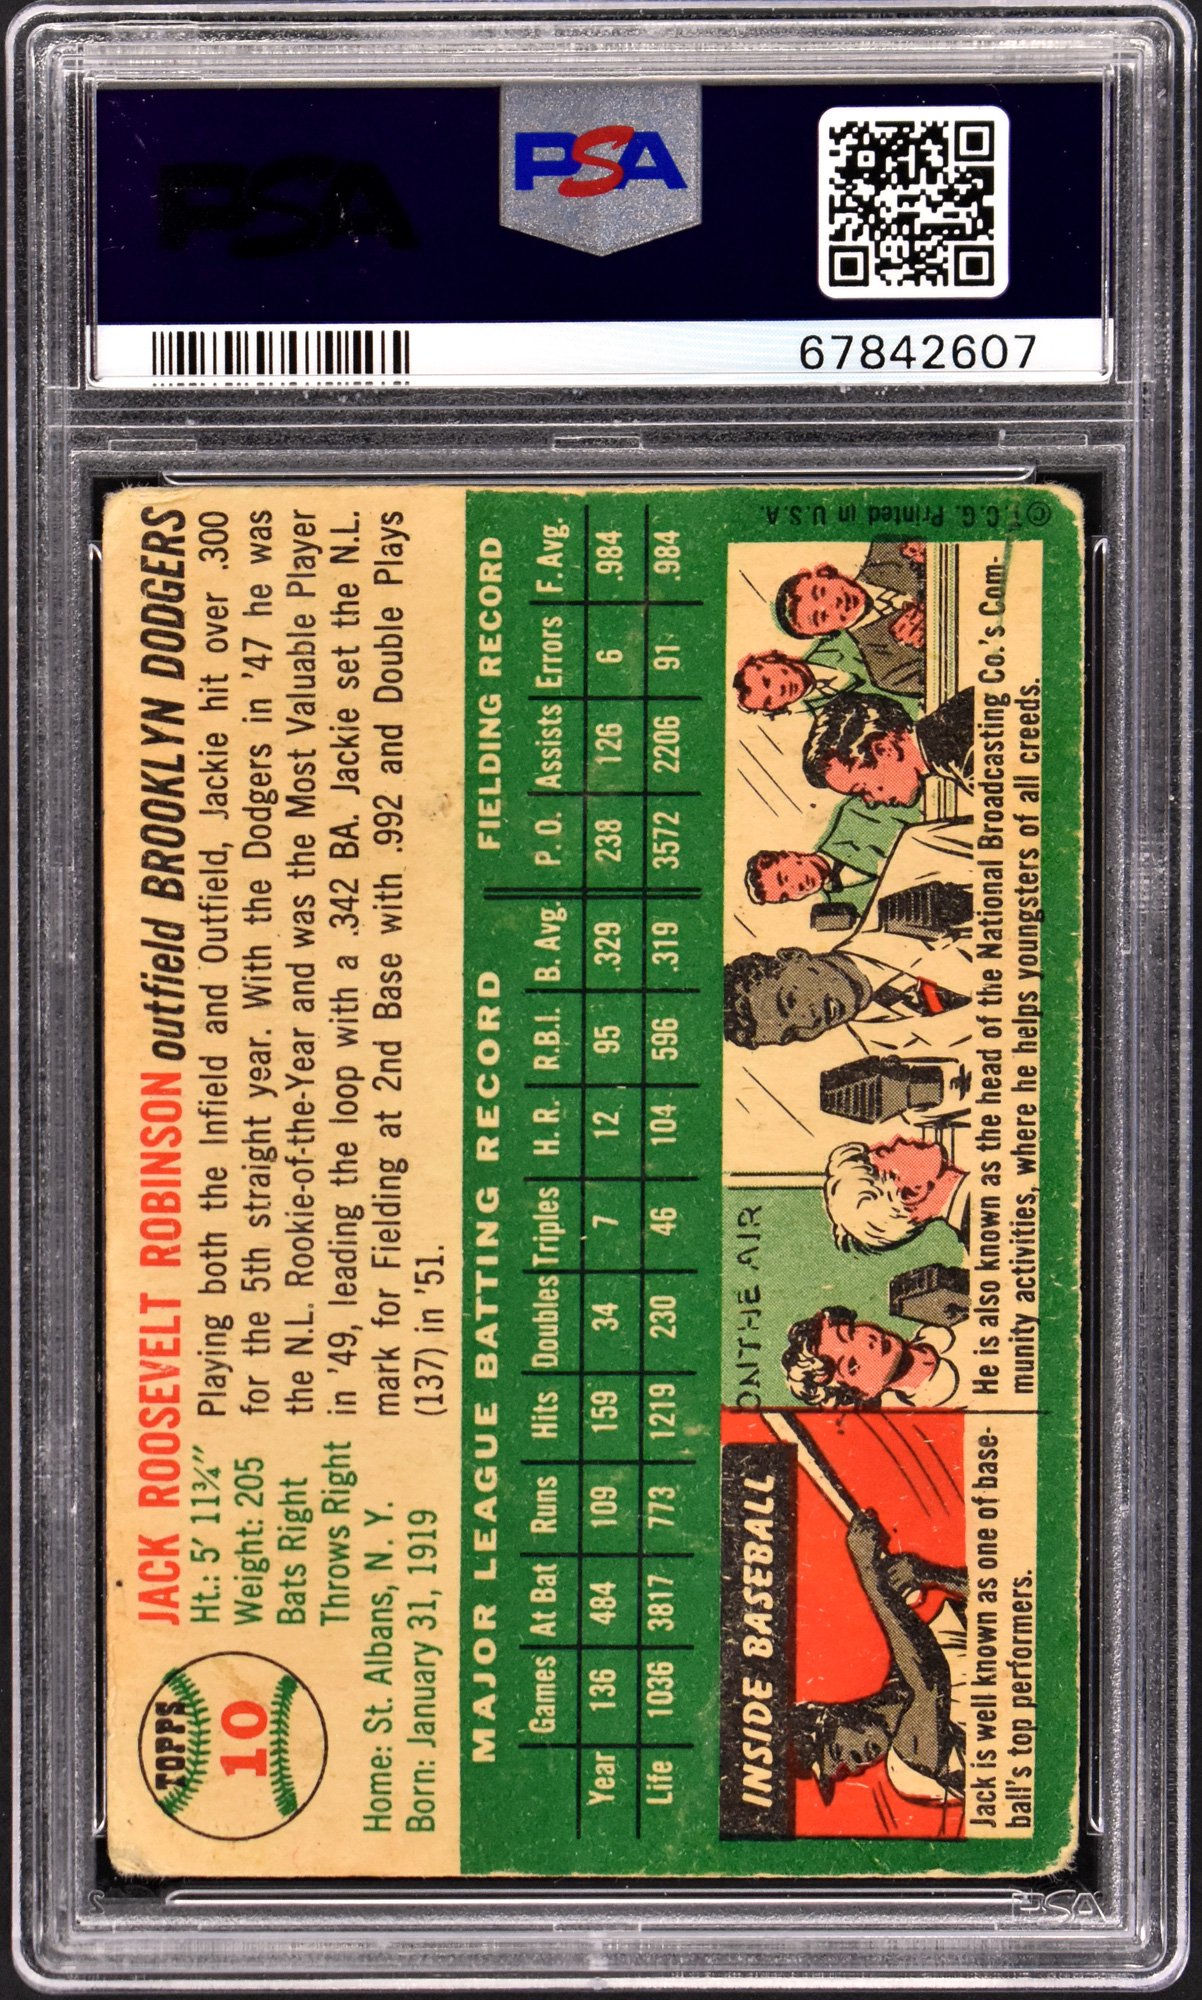 PSA
PSA
67842607
TOPPS
10
JACK ROOSEVELT ROBINSON outfield BROOKLYN DODGERS
Ht.: 5' 11¾"
Weight: 205
Bats Right
Throws Right
Home: St. Albans, N. Y.
Born: January 31, 1919
Playing both the Infield and Outfield, Jackie hit over .300
for the 5th straight year. With the Dodgers in '47 he was
the N.L. Rookie-of-the-Year and was the Most Valuable Player
in '49, leading the loop with a .342 BA. Jackie set the N.L.
mark for Fielding at 2nd Base with .992 and Double Plays
(137) in '51.
MAJOR LEAGUE BATTING RECORD FIELDING RECORD
Games At Bat Runs Hits Doubles Triples H. R. R.B.I. B. Avg. P. O. Assists Errors F. Avg.
Year 136 484 109 159 34 7 12 95 .329 238 126 6 .984
Life 1036 3817 773 1219 230 46 104 596 .319 3572 2206 91 .984
INSIDE BASEBALL
Jack is well known as one of base-
ball's top performers.
ON THE AIR
He is also known as the head of the National Broadcasting Co.'s Com-
munity activities, where he helps youngsters of all creeds.
© T.C.G. Printed in U.S.A.
PSA